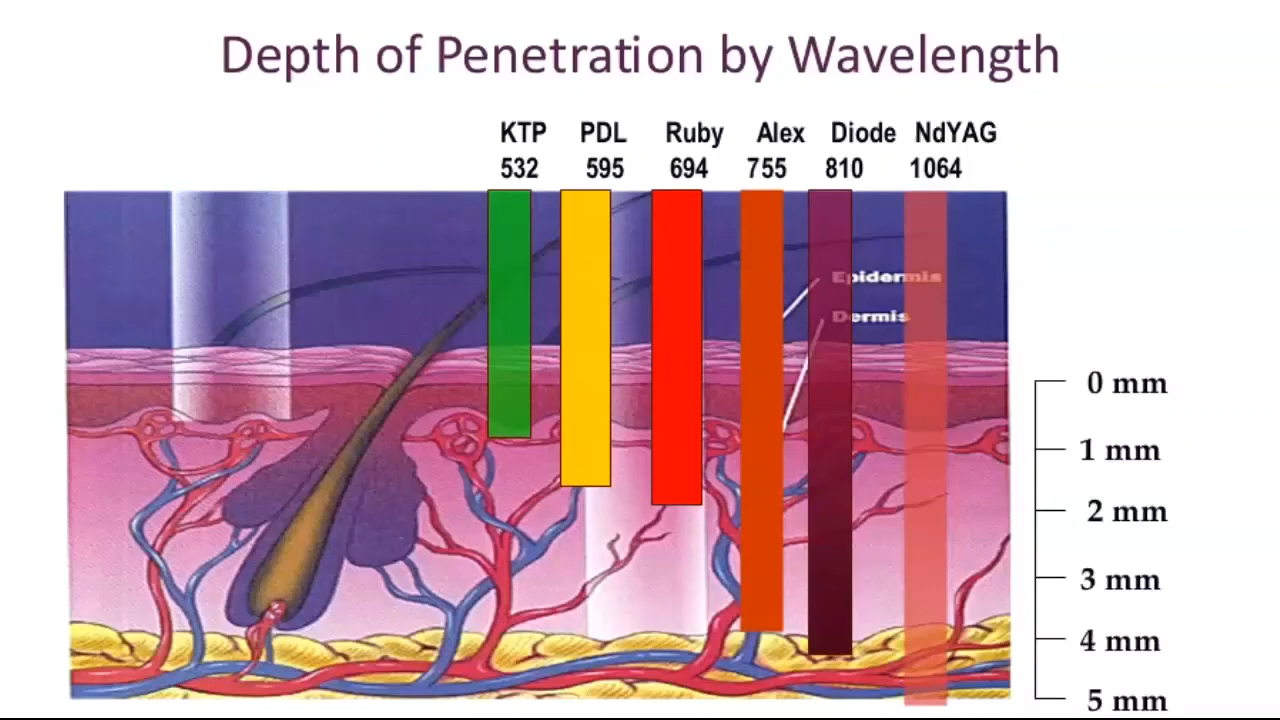 Depth of Penetration by Wavelength
KTP PDL Ruby Alex Diode NdYAG
532 595 694 755 810 1064
Epidermis
Dermis
0 mm
1 mm
2 mm
3 mm
4 mm
5 mm